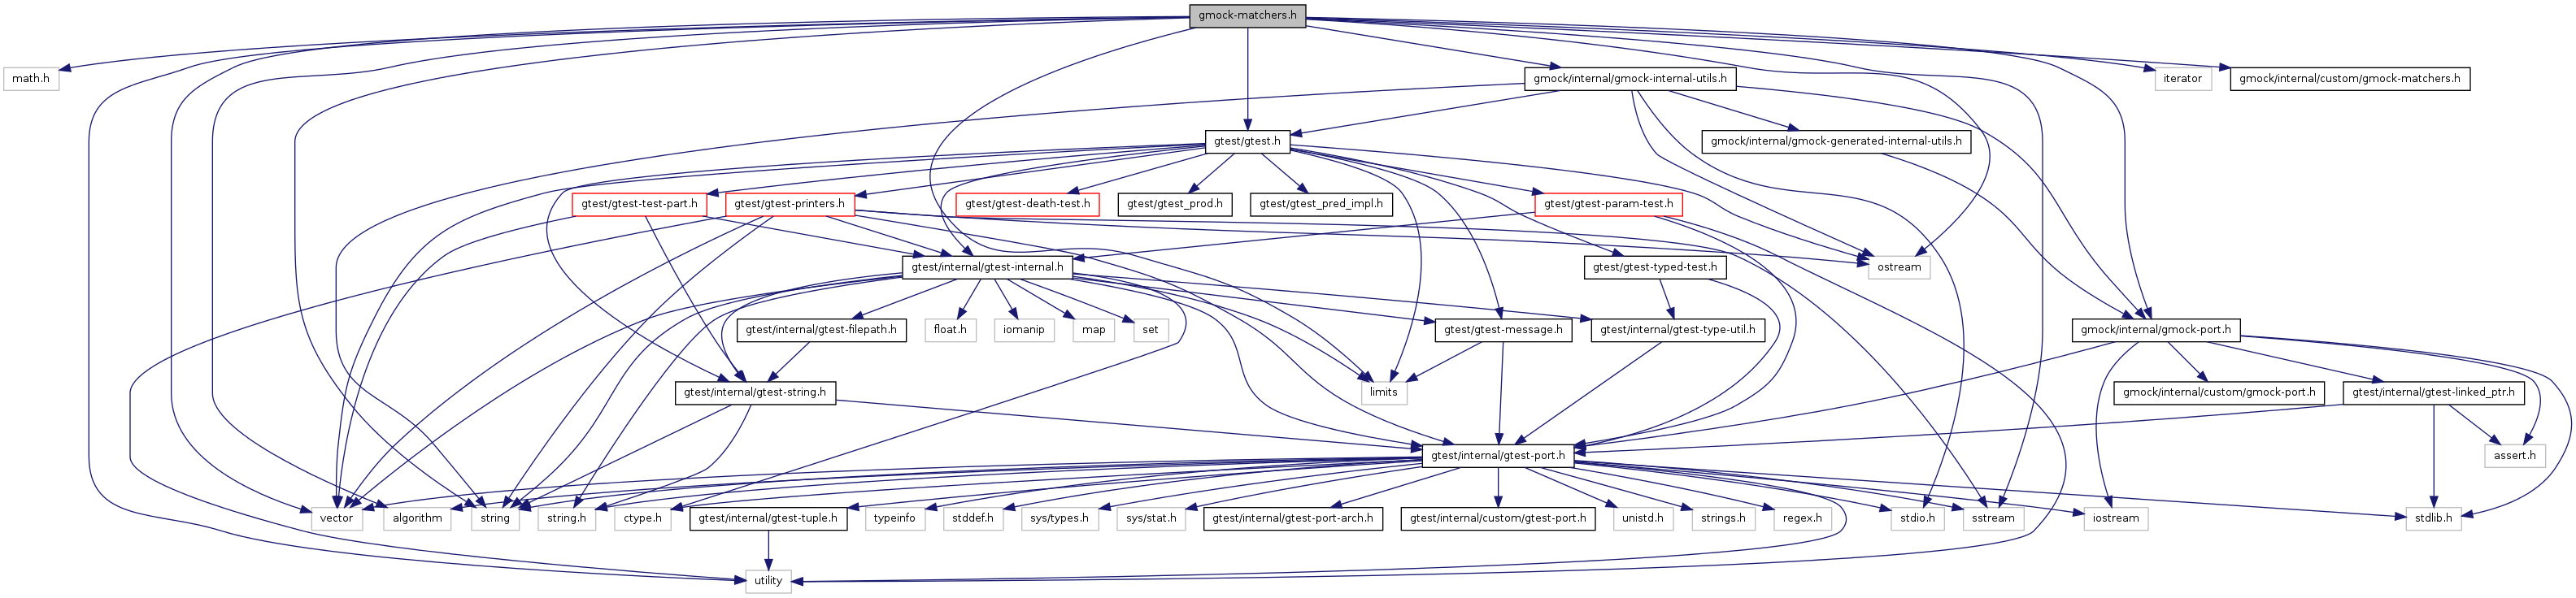 gmock-matchers.h
math.h
gmock/internal/gmock-internal-utils.h
iterator
gmock/internal/custom/gmock-matchers.h
gtest/gtest.h
gmock/internal/gmock-generated-internal-utils.h
gtest/gtest-test-part.h
gtest/gtest-printers.h
gtest/gtest-death-test.h
gtest/gtest_prod.h
gtest/gtest_pred_impl.h
gtest/gtest-param-test.h
gtest/internal/gtest-internal.h
gtest/gtest-typed-test.h
ostream
gtest/internal/gtest-filepath.h
float.h
iomanip
map
set
gtest/gtest-message.h
gtest/internal/gtest-type-util.h
gmock/internal/gmock-port.h
gtest/internal/gtest-string.h
limits
gmock/internal/custom/gmock-port.h
gtest/internal/gtest-linked_ptr.h
gtest/internal/gtest-port.h
assert.h
vector
algorithm
string
string.h
ctype.h
gtest/internal/gtest-tuple.h
typeinfo
stddef.h
sys/types.h
sys/stat.h
gtest/internal/gtest-port-arch.h
gtest/internal/custom/gtest-port.h
unistd.h
strings.h
regex.h
stdio.h
sstream
iostream
stdlib.h
utility